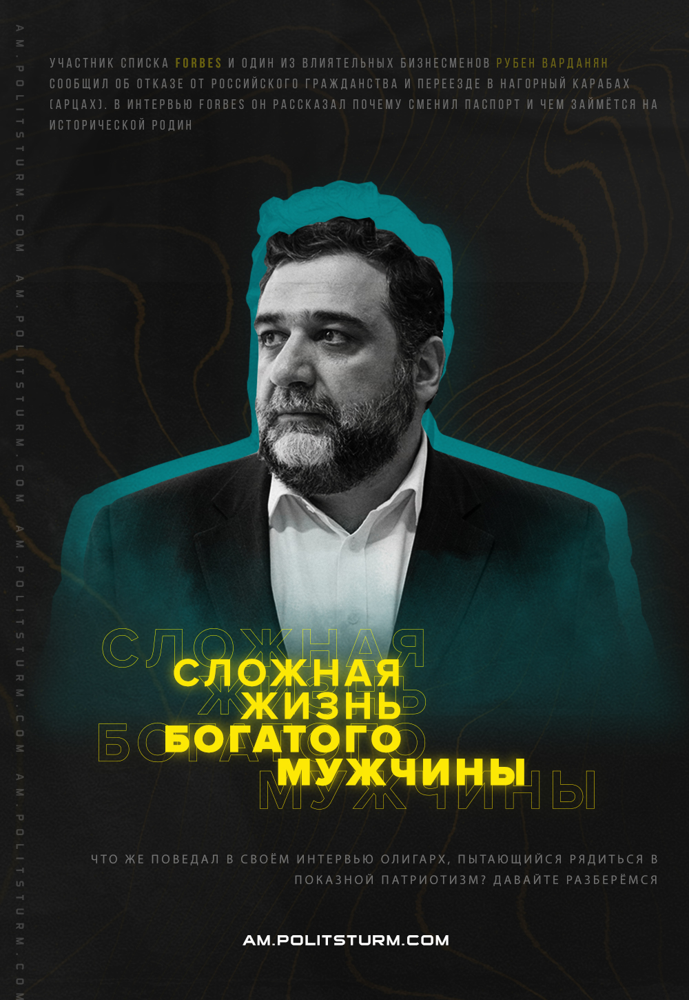 УЧАСТНИК СПИСКА FORBES И ОДИН ИЗ ВЛИЯТЕЛЬНЫХ БИЗНЕСМЕНОВ РУБЕН ВАРДАНЯН
СООБЩИЛ ОБ ОТКАЗЕ ОТ РОССИЙСКОГО ГРАЖДАНСТВА И ПЕРЕЕЗДЕ В НАГОРНЫЙ КАРАБАХ
(АРЦАХ). В ИНТЕРВЬЮ FORBES ОН РАССКАЗАЛ ПОЧЕМУ СМЕНИЛ ПАСПОРТ И ЧЕМ ЗАЙМЁТСЯ НА
ИСТОРИЧЕСКОЙ РОДИН
AM.POLITSTURM.COM AM.POLITSTURM.COM AM.POLITSTURM.COM AM.POLITSTURM.COM
СЛОЖНАЯ
СЛОЖНАЯ
ЖИЗНЬ
ЖИЗНЬ
БОГАТОГО
БОГАТОГО
МУЖЧИНЫ
МУЖЧИНЫ
ЧТО ЖЕ ПОВЕДАЛ В СВОЁМ ИНТЕРВЬЮ ОЛИГАРХ, ПЫТАЮЩИЙСЯ РЯДИТЬСЯ В
ПОКАЗНОЙ ПАТРИОТИЗМ? ДАВАЙТЕ РАЗБЕРЁМСЯ
AM.POLITSTURM.COM